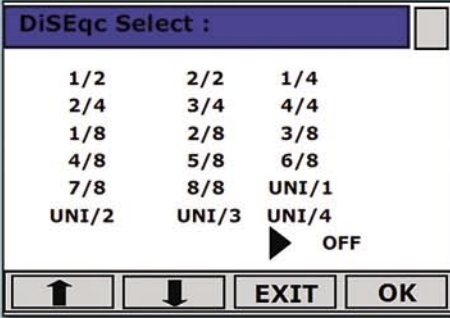 DiSEqc Select :
1/2 2/2 1/4
2/4 3/4 4/4
1/8 2/8 3/8
4/8 5/8 6/8
7/8 8/8 UNI/1
UNI/2 UNI/3 UNI/4
OFF
EXIT OK